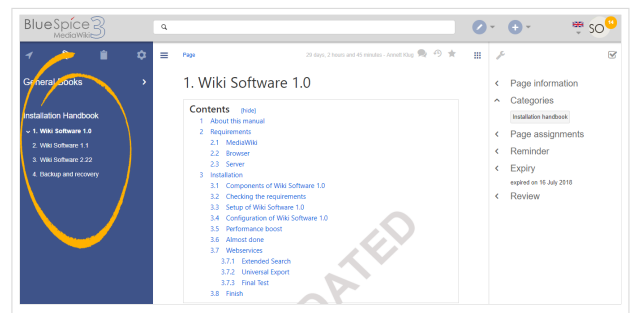 BlueSpice 3
MediaWiki
SO
General Books
Installation Handbook
1. Wiki Software 1.0
2. Wiki Software 1.1
3. Wiki Software 2.22
4. Backup and recovery
Page
29 days, 2 hours and 45 minutes - Annett Klug
1. Wiki Software 1.0
Contents [hide]
1 About this manual
2 Requirements
2.1 MediaWiki
2.2 Browser
2.3 Server
3 Installation
3.1 Components of Wiki Software 1.0
3.2 Checking the requirements
3.3 Setup of Wiki Software 1.0
3.4 Configuration of Wiki Software 1.0
3.5 Performance boost
3.6 Almost done
3.7 Webservices
3.7.1 Extended Search
3.7.2 Universal Export
3.7.3 Final Test
3.8 Finish
DATED
Page information
Categories
Installation handbook
Page assignments
Reminder
Expiry
expired on 16 July 2018
Review